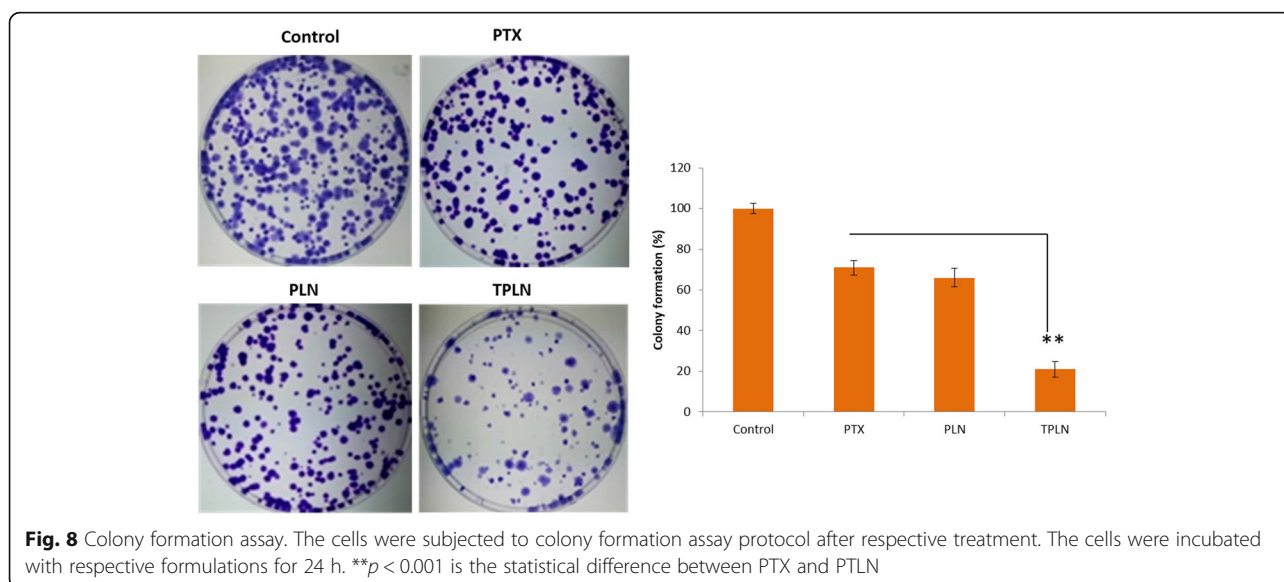 Control PTX
PLN TPLN
Colony formation (%)
120
100
80
60
40
20
0
**
Control PTX PLN TPLN
Fig. 8 Colony formation assay. The cells were subjected to colony formation assay protocol after respective treatment. The cells were incubated
with respective formulations for 24 h. **p < 0.001 is the statistical difference between PTX and PTLN